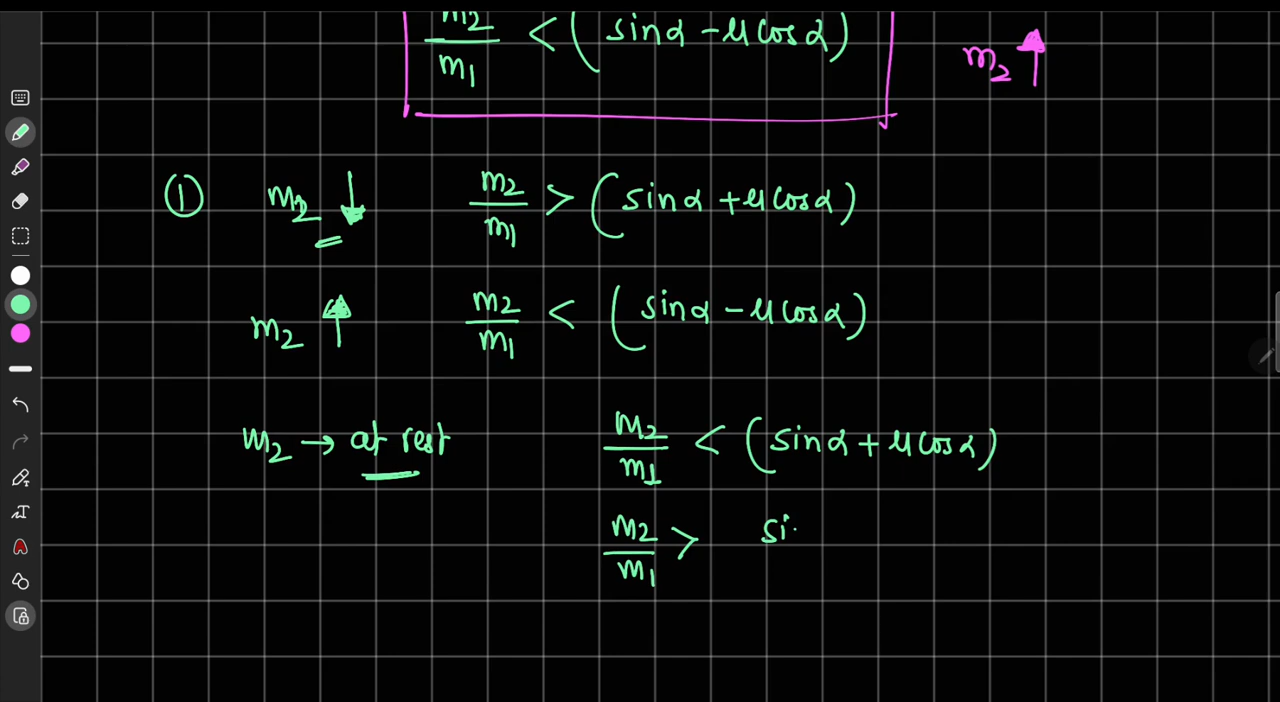 m2/m1 < (sinα - μcosα)
m2 ↑
① m2 ↓ m2/m1 > (sinα + μcosα)
m2 ↑ m2/m1 < (sinα - μcosα)
m2 → at rest m2/m1 < (sinα + μcosα)
m2/m1 > si